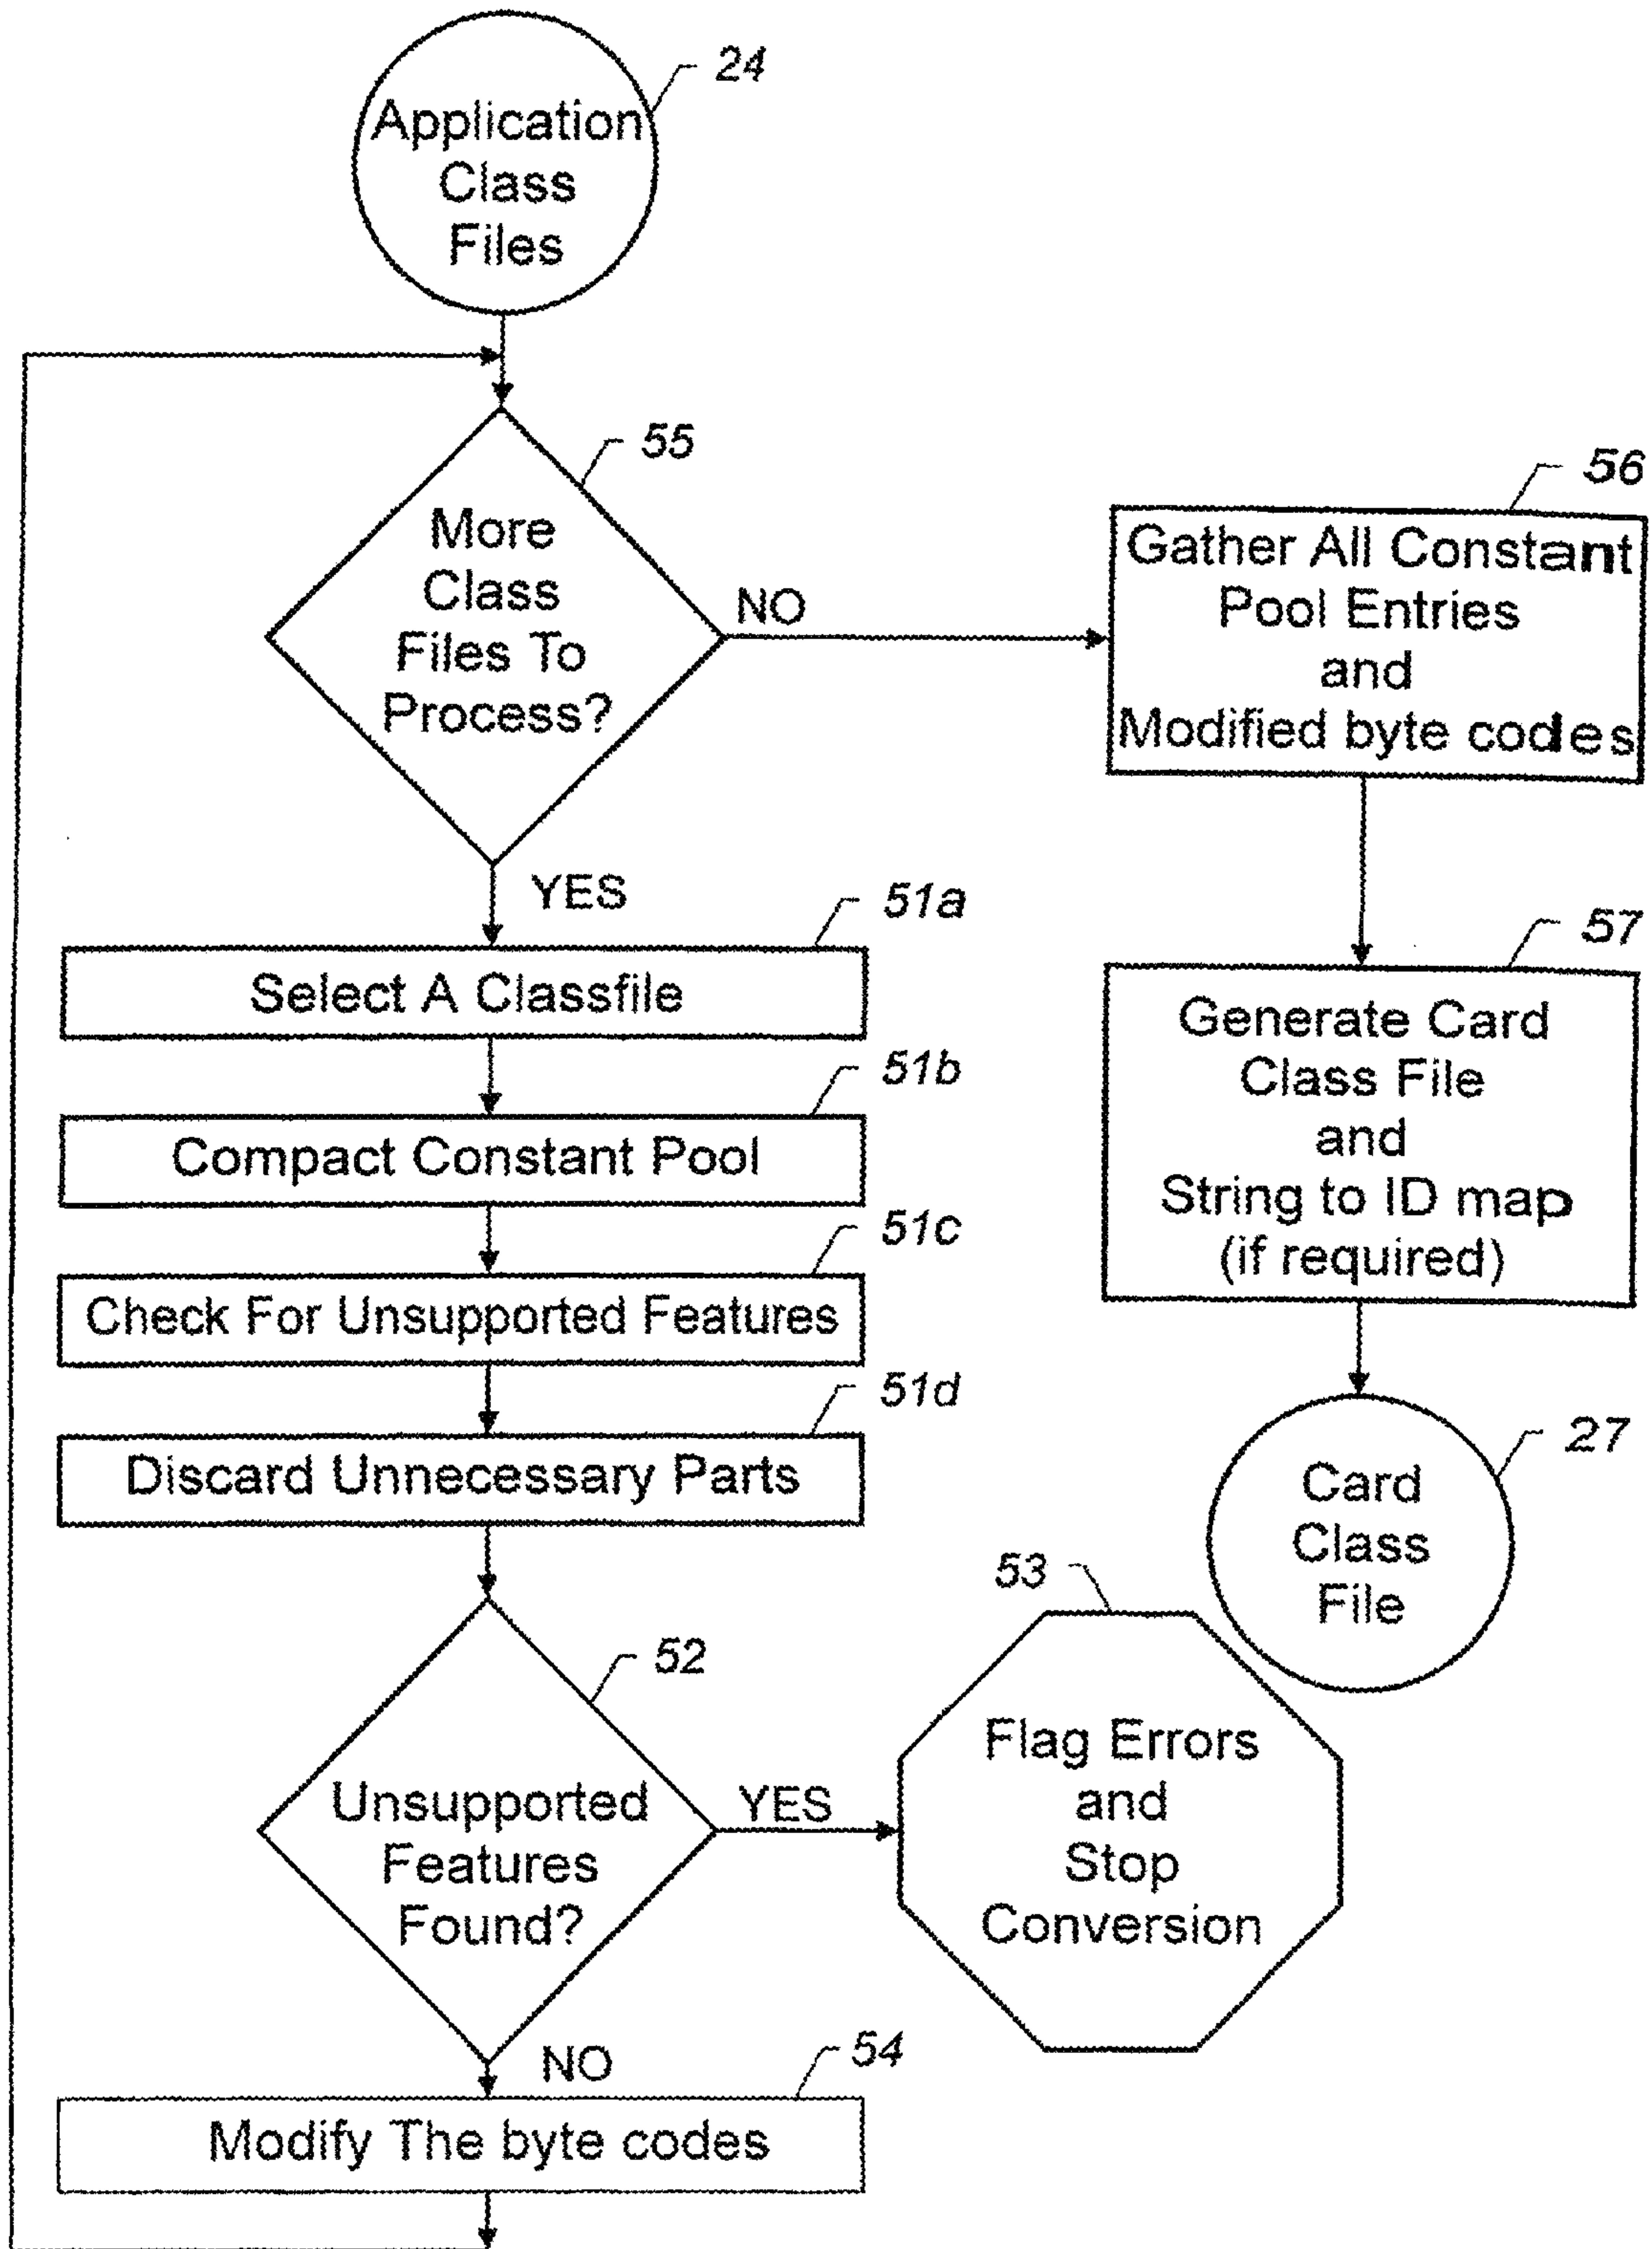 24
Application
Class
Files
55
More
Class
Files To
Process?
NO
YES
56
Gather All Constant
Pool Entries
and
Modified byte codes
51a
Select A Classfile
51b
Compact Constant Pool
51c
Check For Unsupported Features
51d
Discard Unnecessary Parts
57
Generate Card
Class File
and
String to ID map
(if required)
27
Card
Class
File
52
Unsupported
Features
Found?
YES
NO
53
Flag Errors
and
Stop
Conversion
54
Modify The byte codes